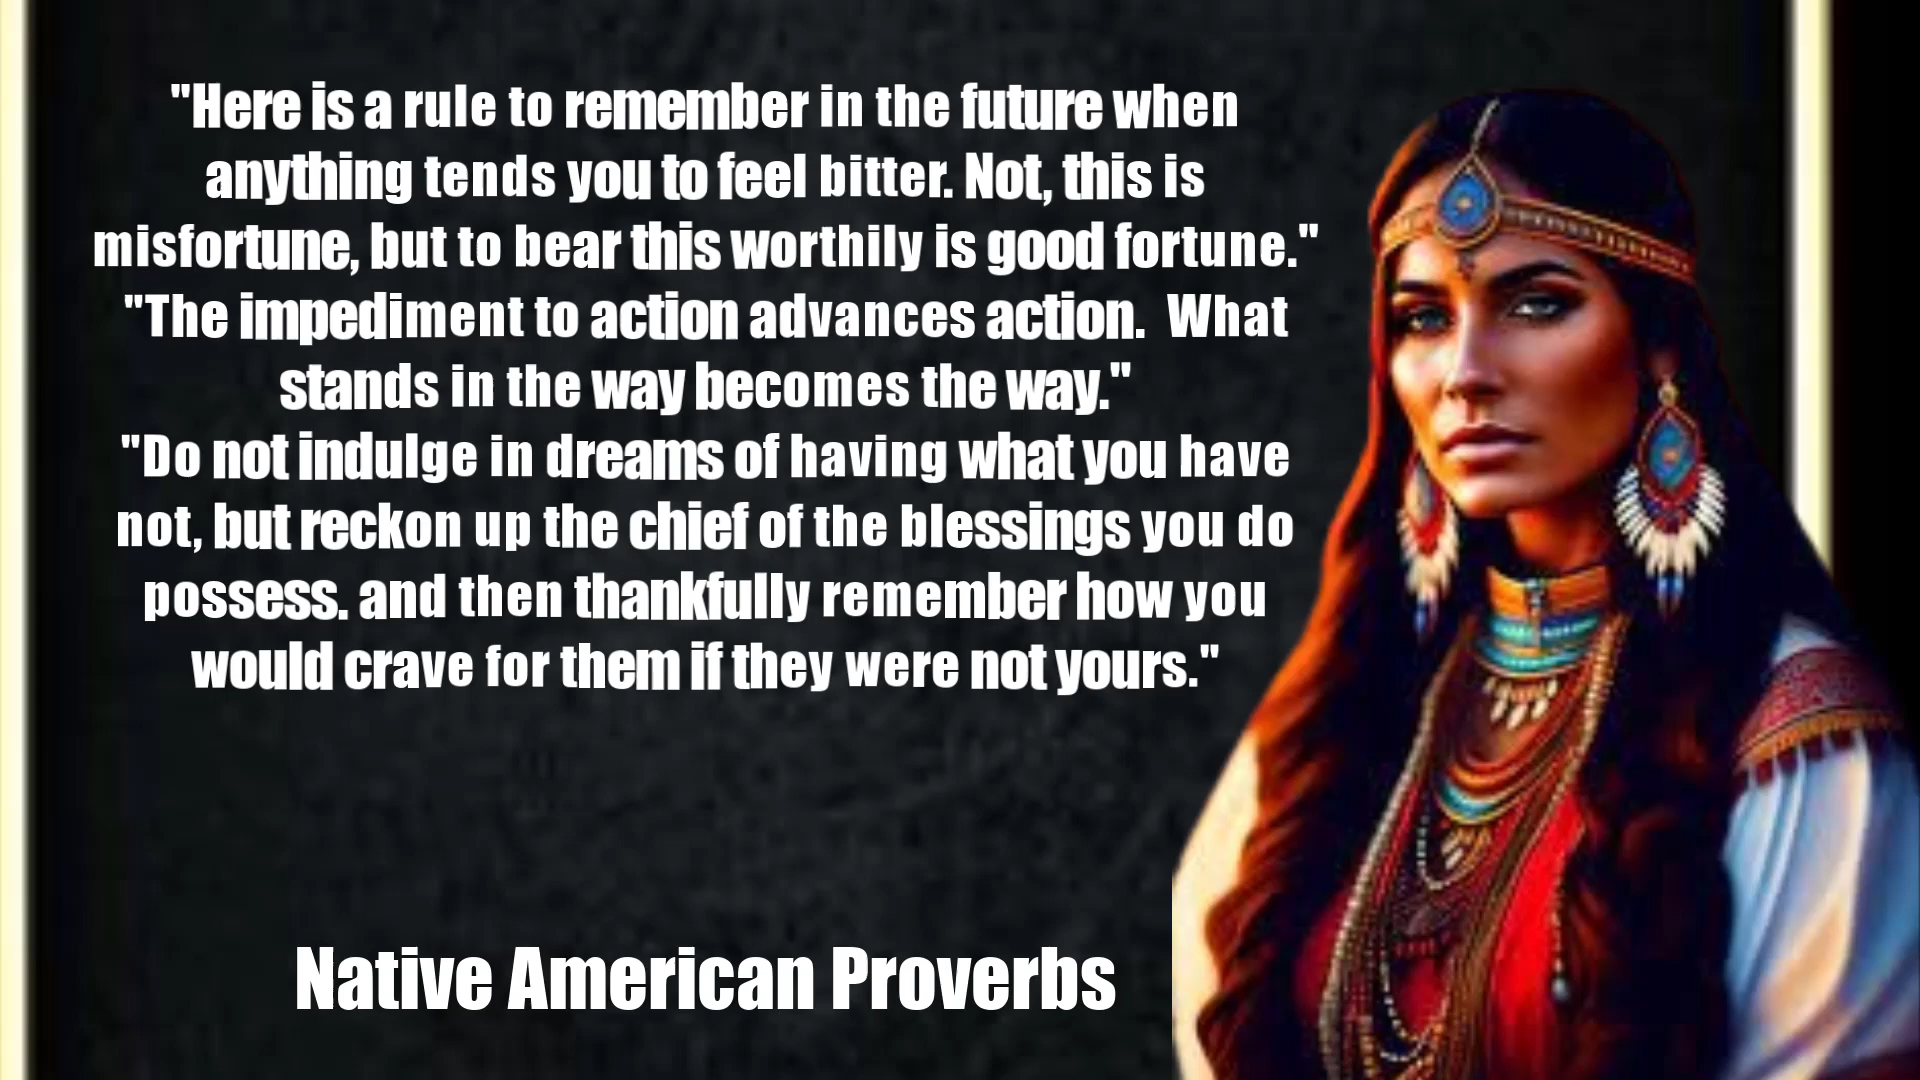 "Here is a rule to remember in the future when
anything tends you to feel bitter. Not, this is
misfortune, but to bear this worthily is good fortune."
"The impediment to action advances action.  What
stands in the way becomes the way."
"Do not indulge in dreams of having what you have
not, but reckon up the chief of the blessings you do
possess. and then thankfully remember how you
would crave for them if they were not yours."
Native American Proverbs